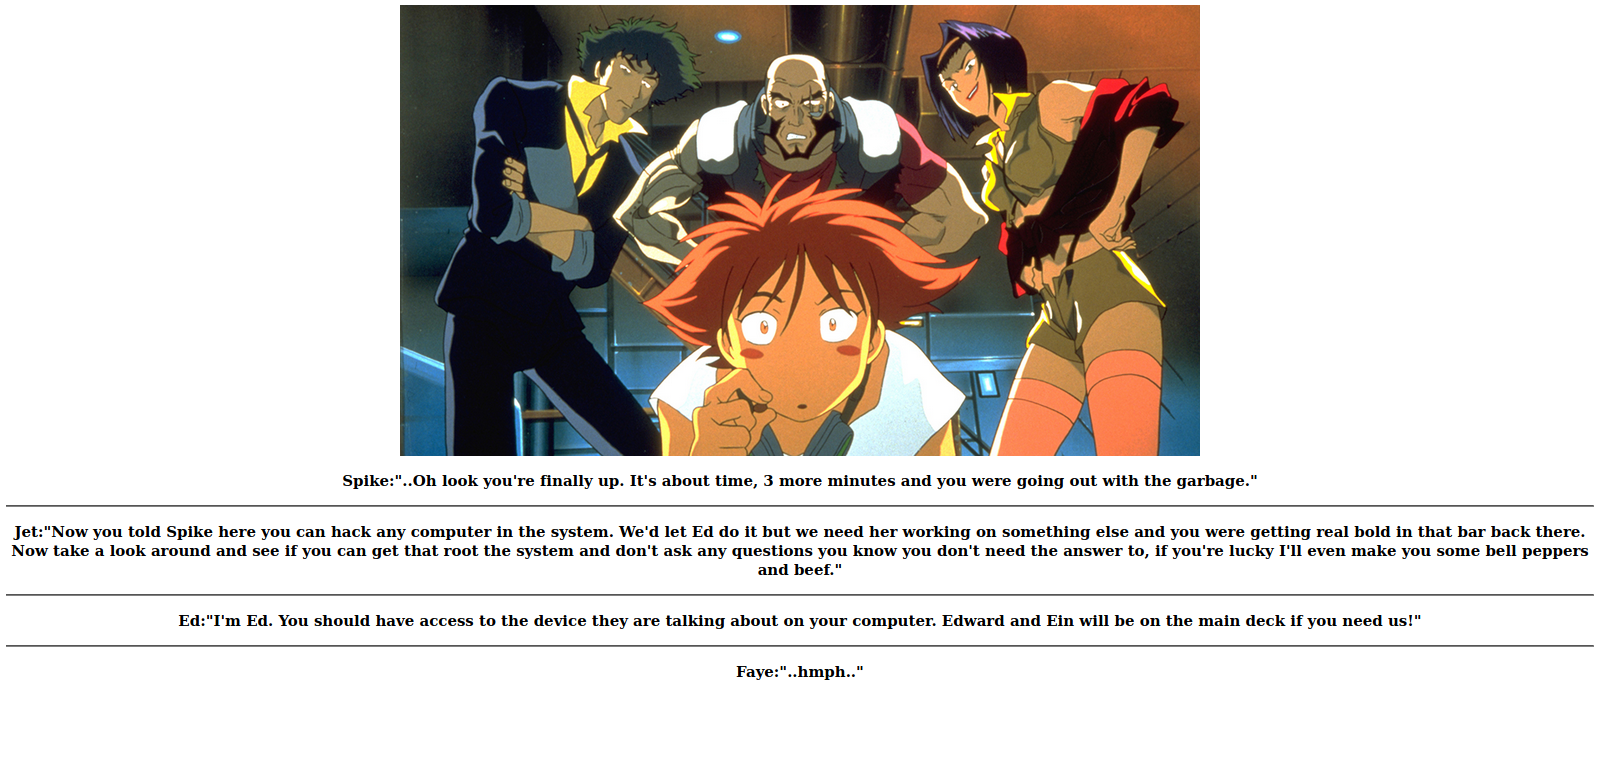 Spike:"..Oh look you're finally up. It's about time, 3 more minutes and you were going out with the garbage."
Jet:"Now you told Spike here you can hack any computer in the system. We'd let Ed do it but we need her working on something else and you were getting real bold in that bar back there.
Now take a look around and see if you can get that root the system and don't ask any questions you know you don't need the answer to, if you're lucky I'll even make you some bell peppers
and beef."
Ed:"I'm Ed. You should have access to the device they are talking about on your computer. Edward and Ein will be on the main deck if you need us!"
Faye:"..hmph.."